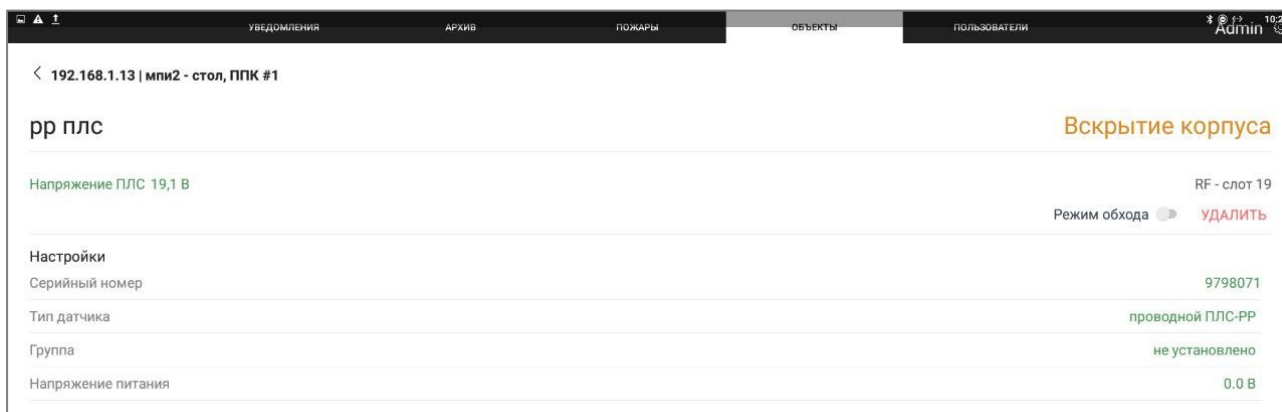 УВЕДОМЛЕНИЯ АРХИВ ПОЖАРЫ ОБЪЕКТЫ ПОЛЬЗОВАТЕЛИ Admin
192.168.1.13 | мпи2 - стол, ППК #1
рр плс Вскрытие корпуса
Напряжение ПЛС 19,1 В RF - слот 19
Режим обхода УДАЛИТЬ
Настройки
Серийный номер 9798071
Тип датчика проводной ПЛС-РР
Группа не установлено
Напряжение питания 0.0 В